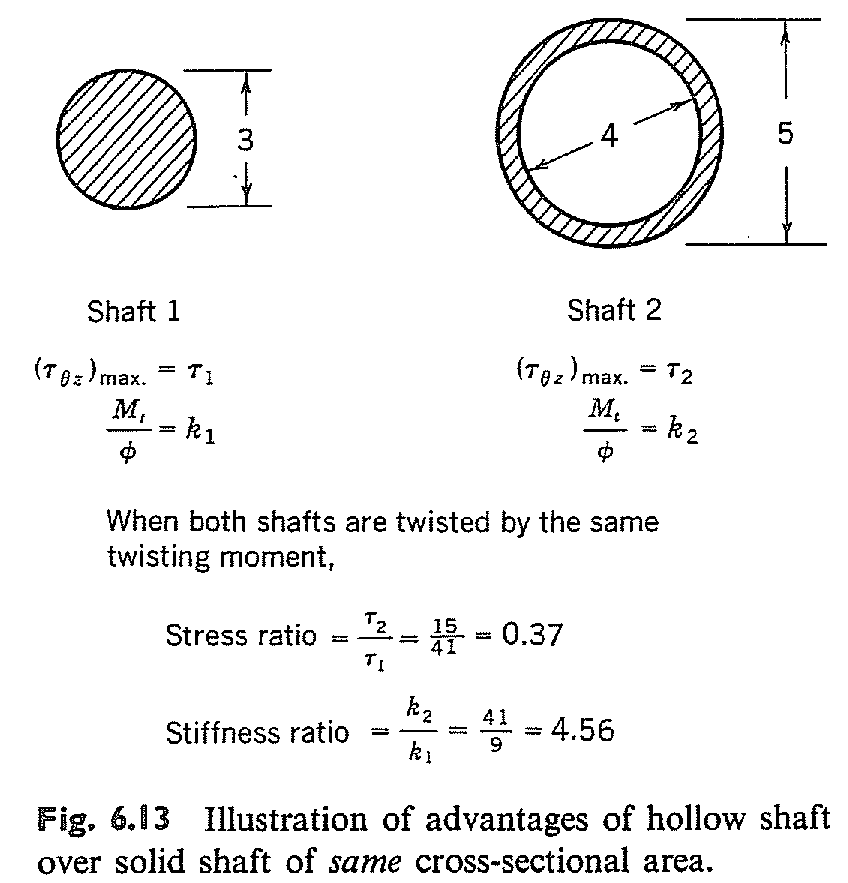 3
4
5
Shaft 1
Shaft 2
(τθz)max. = τ1
(τθz)max. = τ2
Mt/ϕ = k1
Mt/ϕ = k2
When both shafts are twisted by the same
twisting moment,
Stress ratio = τ2/τ1 = 15/41 = 0.37
Stiffness ratio = k2/k1 = 41/9 = 4.56
Fig. 6.13 Illustration of advantages of hollow shaft
over solid shaft of same cross-sectional area.